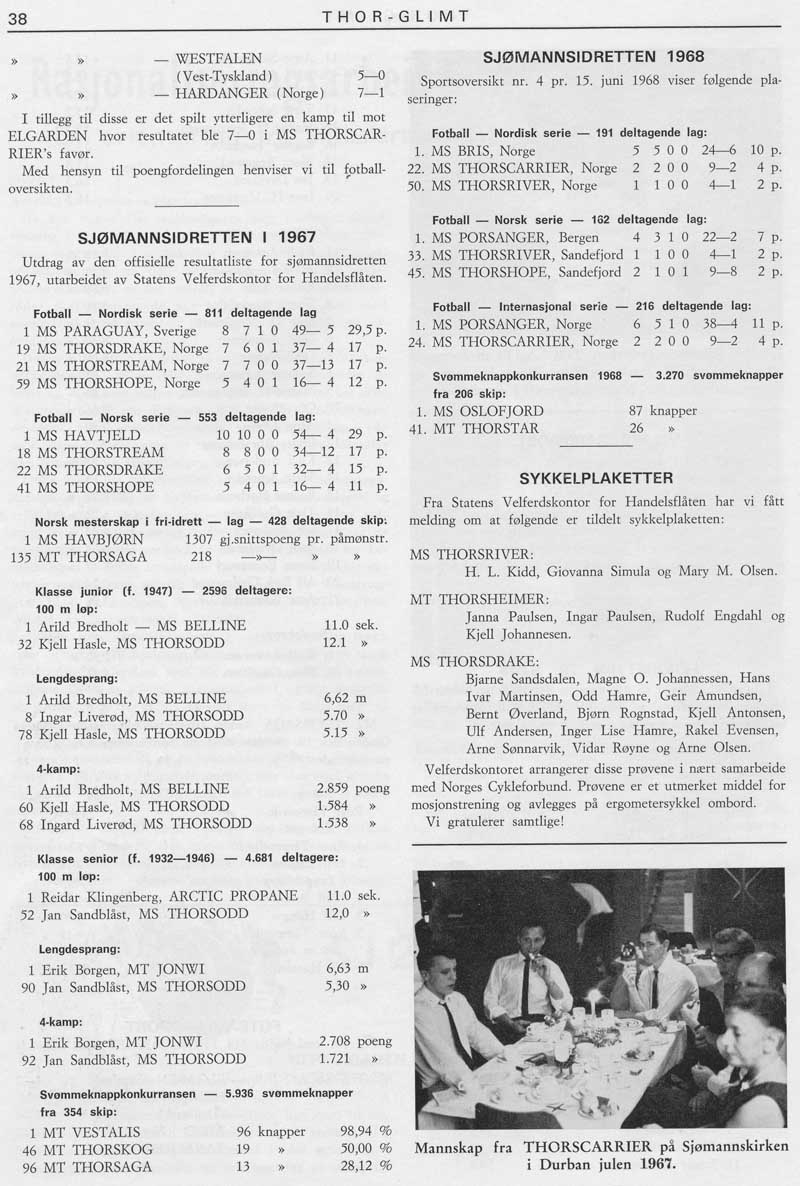 38
THOR-GLIMT
» » — WESTFALEN
(Vest-Tyskland) 5—0
» » — HARDANGER (Norge) 7—1
I tillegg til disse er det spilt ytterligere en kamp til mot
ELGARDEN hvor resultatet ble 7—0 i MS THORSCAR-
RIER's favør.
Med hensyn til poengfordelingen henviser vi til fotball-
oversikten.
SJØMANNSIDRETTEN I 1967
Utdrag av den offisielle resultatliste for sjømannsidretten
1967, utarbeidet av Statens Velferdskontor for Handelsflåten.
Fotball — Nordisk serie — 811 deltagende lag
1 MS PARAGUAY, Sverige 8 7 1 0 49— 5 29,5 p.
19 MS THORSDRAKE, Norge 7 6 0 1 37— 4 17 p.
21 MS THORSTREAM, Norge 7 7 0 0 37—13 17 p.
59 MS THORSHOPE, Norge 5 4 0 1 16— 4 12 p.
Fotball — Norsk serie — 553 deltagende lag:
1 MS HAVTJELD 10 10 0 0 54— 4 29 p.
18 MS THORSTREAM 8 8 0 0 34—12 17 p.
22 MS THORSDRAKE 6 5 0 1 32— 4 15 p.
41 MS THORSHOPE 5 4 0 1 16— 4 11 p.
Norsk mesterskap i fri-idrett — lag — 428 deltagende skip:
1 MS HAVBJØRN 1307 gj.snittspoeng pr. påmønstr.
135 MT THORSAGA 218 —»— » »
Klasse junior (f. 1947) — 2596 deltagere:
100 m løp:
1 Arild Bredholt — MS BELLINE 11.0 sek.
32 Kjell Hasle, MS THORSODD 12.1 »
Lengdesprang:
1 Arild Bredholt, MS BELLINE 6,62 m
8 Ingar Liverød, MS THORSODD 5.70 »
78 Kjell Hasle, MS THORSODD 5.15 »
4-kamp:
1 Arild Bredholt, MS BELLINE 2.859 poeng
60 Kjell Hasle, MS THORSODD 1.584 »
68 Ingard Liverød, MS THORSODD 1.538 »
Klasse senior (f. 1932—1946) — 4.681 deltagere:
100 m løp:
1 Reidar Klingenberg, ARCTIC PROPANE 11.0 sek.
52 Jan Sandblåst, MS THORSODD 12,0 »
Lengdesprang:
1 Erik Borgen, MT JONWI 6,63 m
90 Jan Sandblåst, MS THORSODD 5,30 »
4-kamp:
1 Erik Borgen, MT JONWI 2.708 poeng
92 Jan Sandblåst, MS THORSODD 1.721 »
Svømmeknappkonkurransen — 5.936 svømmeknapper
fra 354 skip:
1 MT VESTALIS 96 knapper 98,94 %
46 MT THORSKOG 19 » 50,00 %
96 MT THORSAGA 13 » 28,12 %
SJØMANNSIDRETTEN 1968
Sportsoversikt nr. 4 pr. 15. juni 1968 viser følgende pla-
seringer:
Fotball — Nordisk serie — 191 deltagende lag:
1. MS BRIS, Norge 5 5 0 0 24—6 10 p.
22. MS THORSCARRIER, Norge 2 2 0 0 9—2 4 p.
50. MS THORSRIVER, Norge 1 1 0 0 4—1 2 p.
Fotball — Norsk serie — 162 deltagende lag:
1. MS PORSANGER, Bergen 4 3 1 0 22—2 7 p.
33. MS THORSRIVER, Sandefjord 1 1 0 0 4—1 2 p.
45. MS THORSHOPE, Sandefjord 2 1 0 1 9—8 2 p.
Fotball — Internasjonal serie — 216 deltagende lag:
1. MS PORSANGER, Norge 6 5 1 0 38—4 11 p.
24. MS THORSCARRIER, Norge 2 2 0 0 9—2 4 p.
Svømmeknappkonkurransen 1968 — 3.270 svømmeknapper
fra 206 skip:
1. MS OSLOFJORD 87 knapper
41. MT THORSTAR 26 »
SYKKELPLAKETTER
Fra Statens Velferdskontor for Handelsflåten har vi fått
melding om at følgende er tildelt sykkelplaketten:
MS THORSRIVER:
H. L. Kidd, Giovanna Simula og Mary M. Olsen.
MT THORSHEIMER:
Janna Paulsen, Ingar Paulsen, Rudolf Engdahl og
Kjell Johannesen.
MS THORSDRAKE:
Bjarne Sandsdalen, Magne O. Johannessen, Hans
Ivar Martinsen, Odd Hamre, Geir Amundsen,
Bernt Øverland, Bjørn Rognstad, Kjell Antonsen,
Ulf Andersen, Inger Lise Hamre, Rakel Evensen,
Arne Sønnarvik, Vidar Røyne og Arne Olsen.
Velferdskontoret arrangerer disse prøvene i nært samarbeide
med Norges Cykleforbund. Prøvene er et utmerket middel for
mosjonstrening og avlegges på ergometersykkel ombord.
Vi gratulerer samtlige!
Mannskap fra THORSCARRIER på Sjømannskirken
i Durban julen 1967.